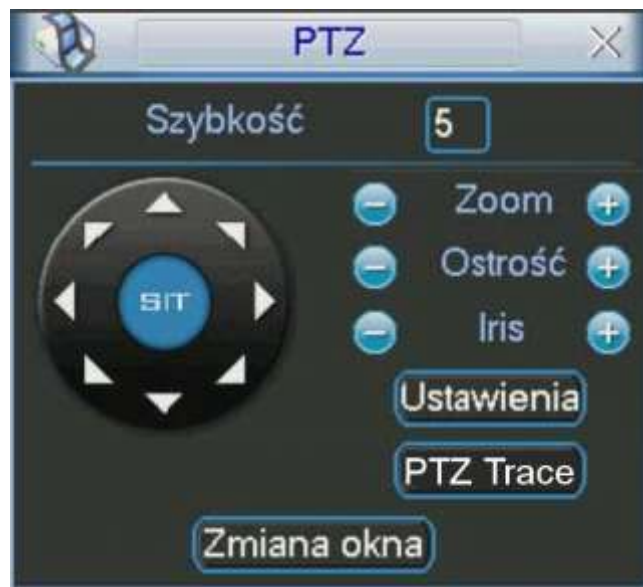 PTZ
Szybkość 5
SIT
Zoom
Ostrość
Iris
Ustawienia
PTZ Trace
Zmiana okna